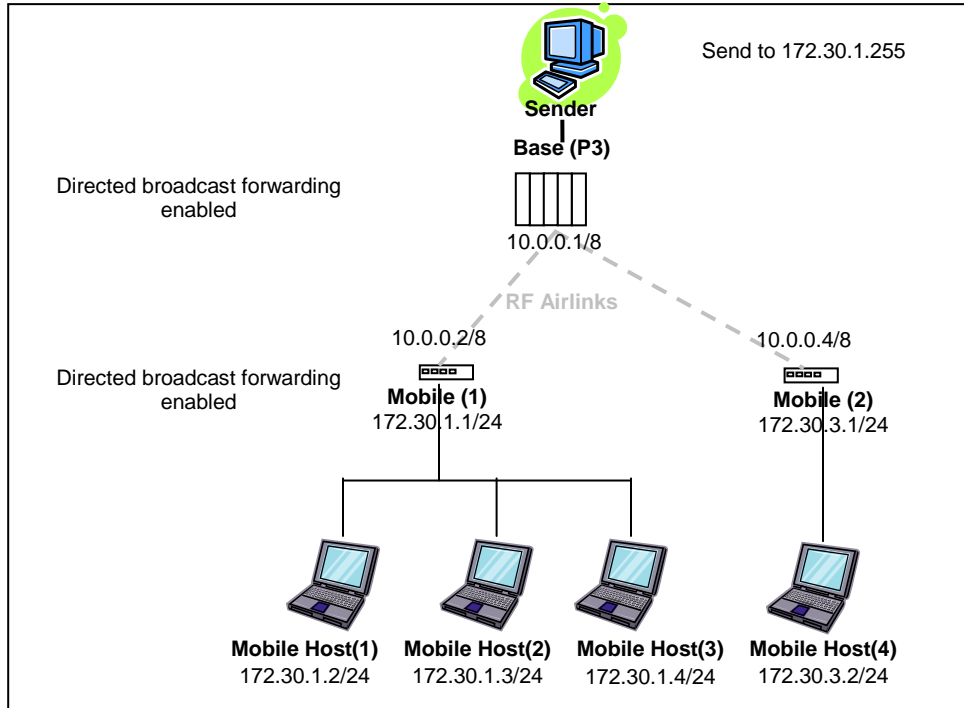 Send to 172.30.1.255
Sender
Base (P3)
Directed broadcast forwarding
enabled
10.0.0.1/8
RF Airlinks
10.0.0.2/8
10.0.0.4/8
Directed broadcast forwarding
enabled
Mobile (1)
172.30.1.1/24
Mobile (2)
172.30.3.1/24
Mobile Host(1)
172.30.1.2/24
Mobile Host(2)
172.30.1.3/24
Mobile Host(3)
172.30.1.4/24
Mobile Host(4)
172.30.3.2/24